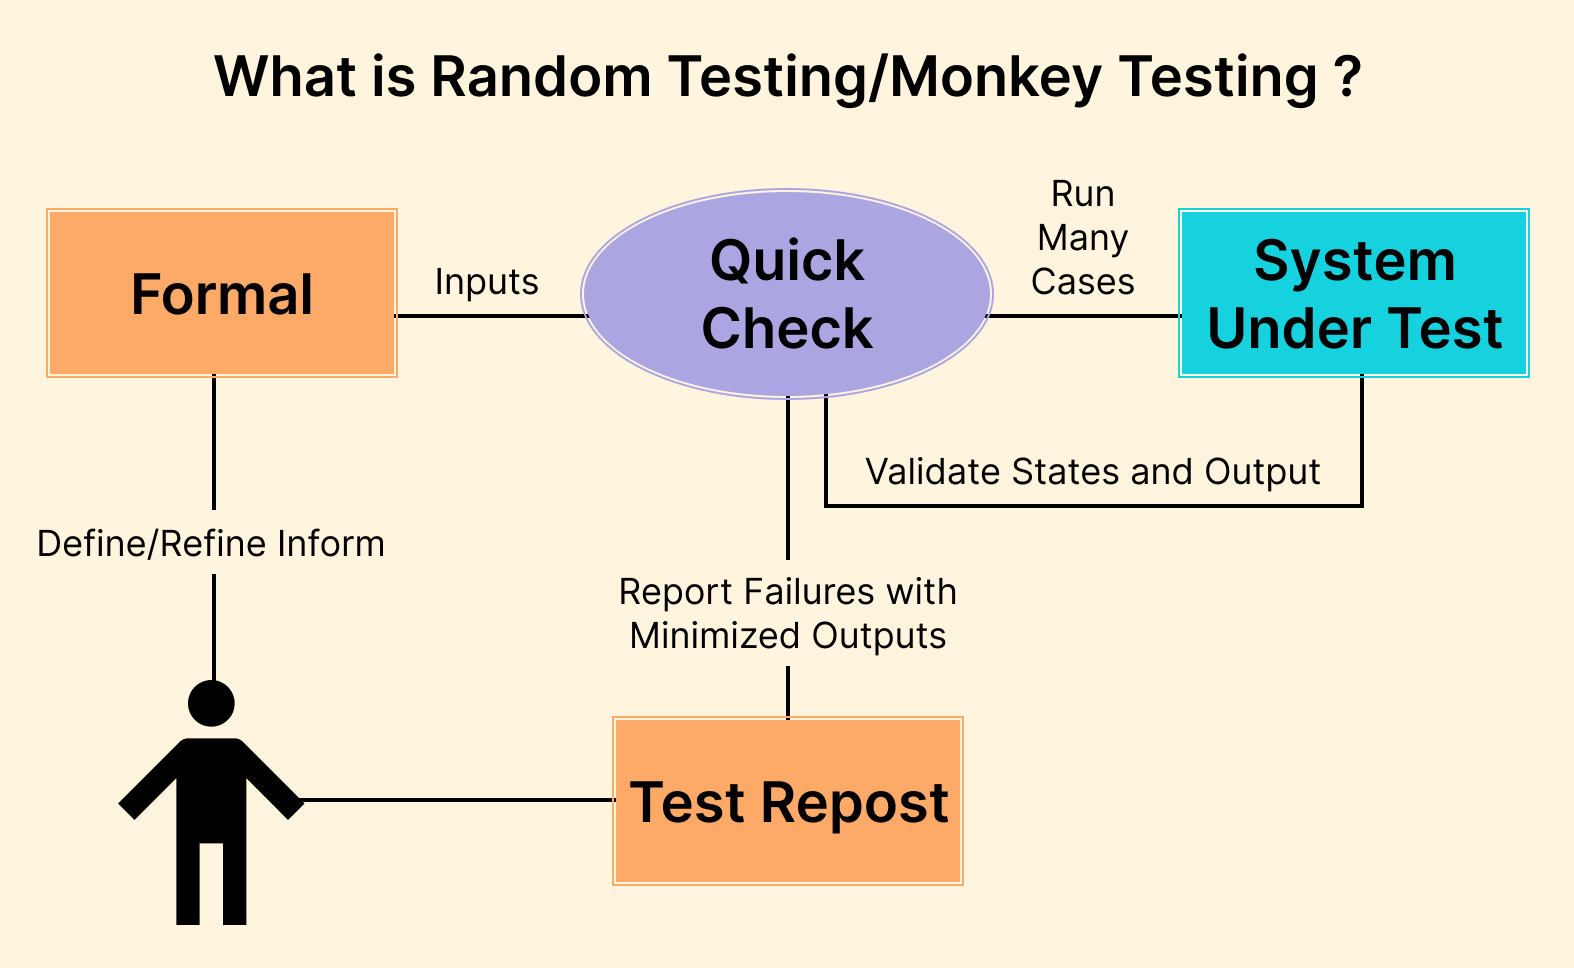 What is Random Testing/Monkey Testing ?
Formal
Inputs
Quick
Check
Run
Many
Cases
System
Under Test
Validate States and Output
Define/Refine Inform
Report Failures with
Minimized Outputs
Test Repost